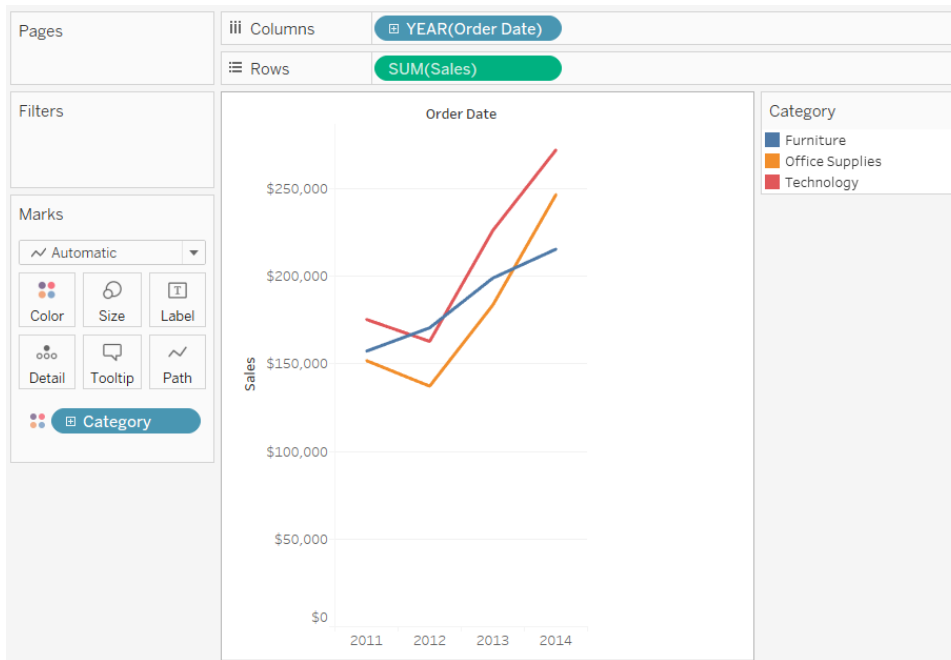 Pages
Columns
YEAR(Order Date)
Rows
SUM(Sales)
Filters
Marks
Automatic
Color
Size
T
Label
Detail
Tooltip
Path
Category
Order Date
Sales
$250,000
$200,000
$150,000
$100,000
$50,000
$0
2011 2012 2013 2014
Category
Furniture
Office Supplies
Technology